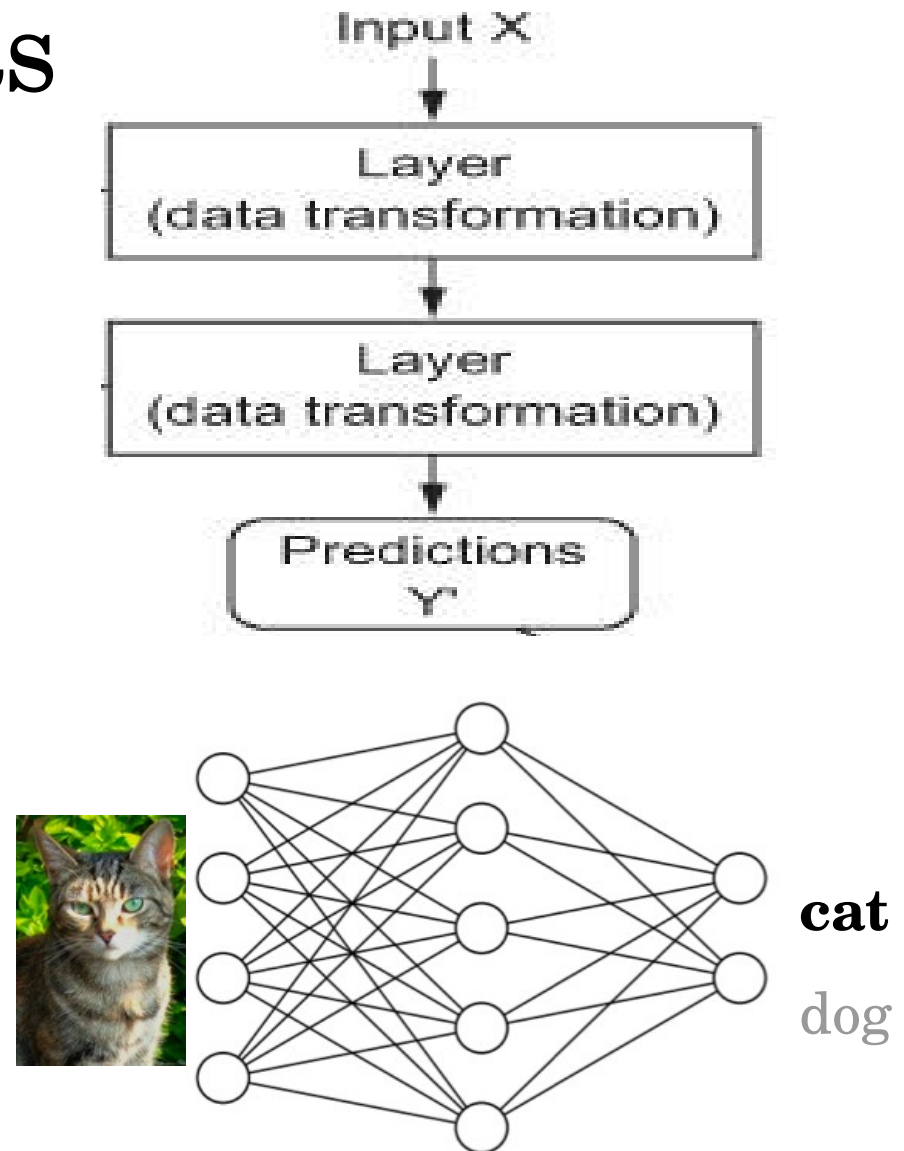 Input X
Layer
(data transformation)
Layer
(data transformation)
Predictions
Y'
cat
dog